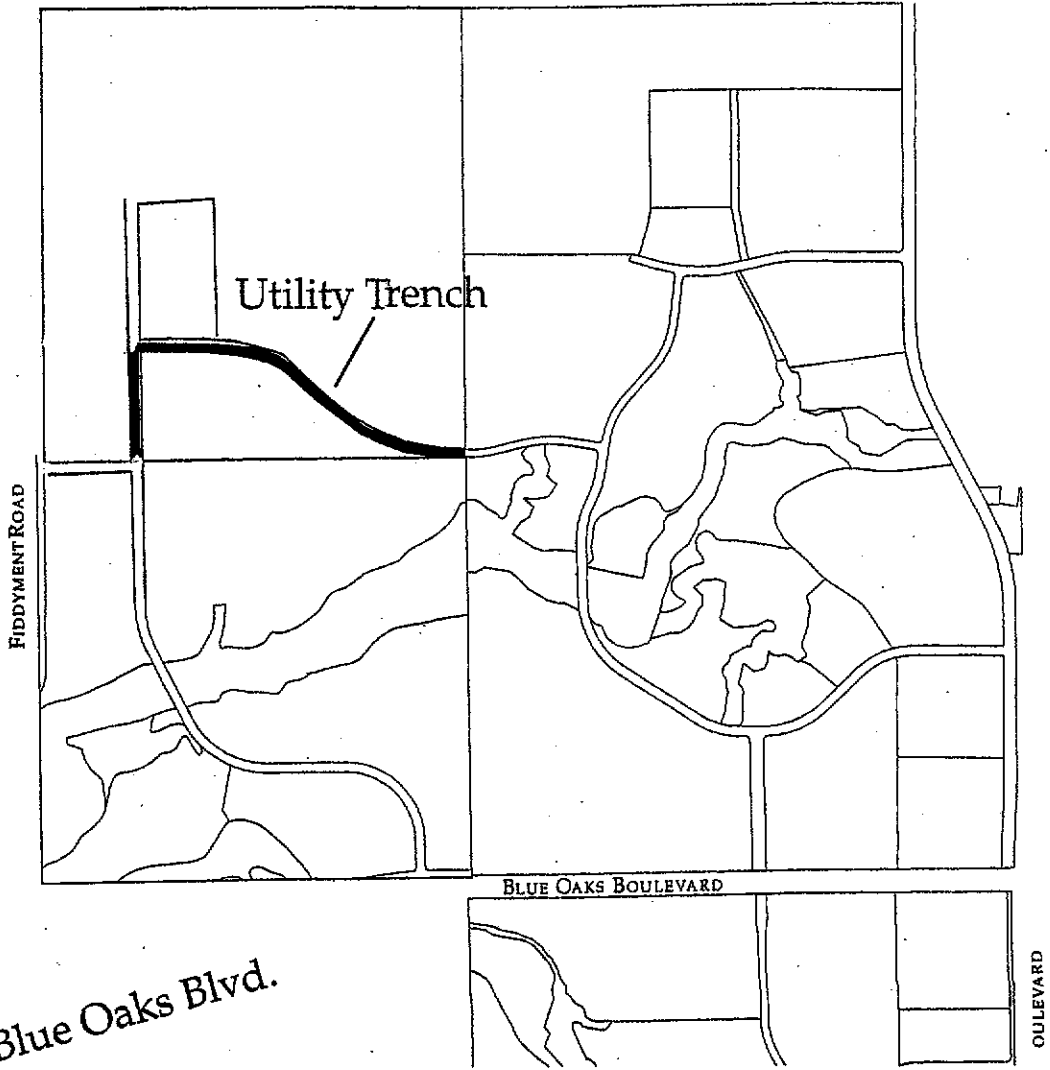 Utility Trench
FIDDYMENT ROAD
BLUE OAKS BOULEVARD
Blue Oaks Blvd.
OULEVARD